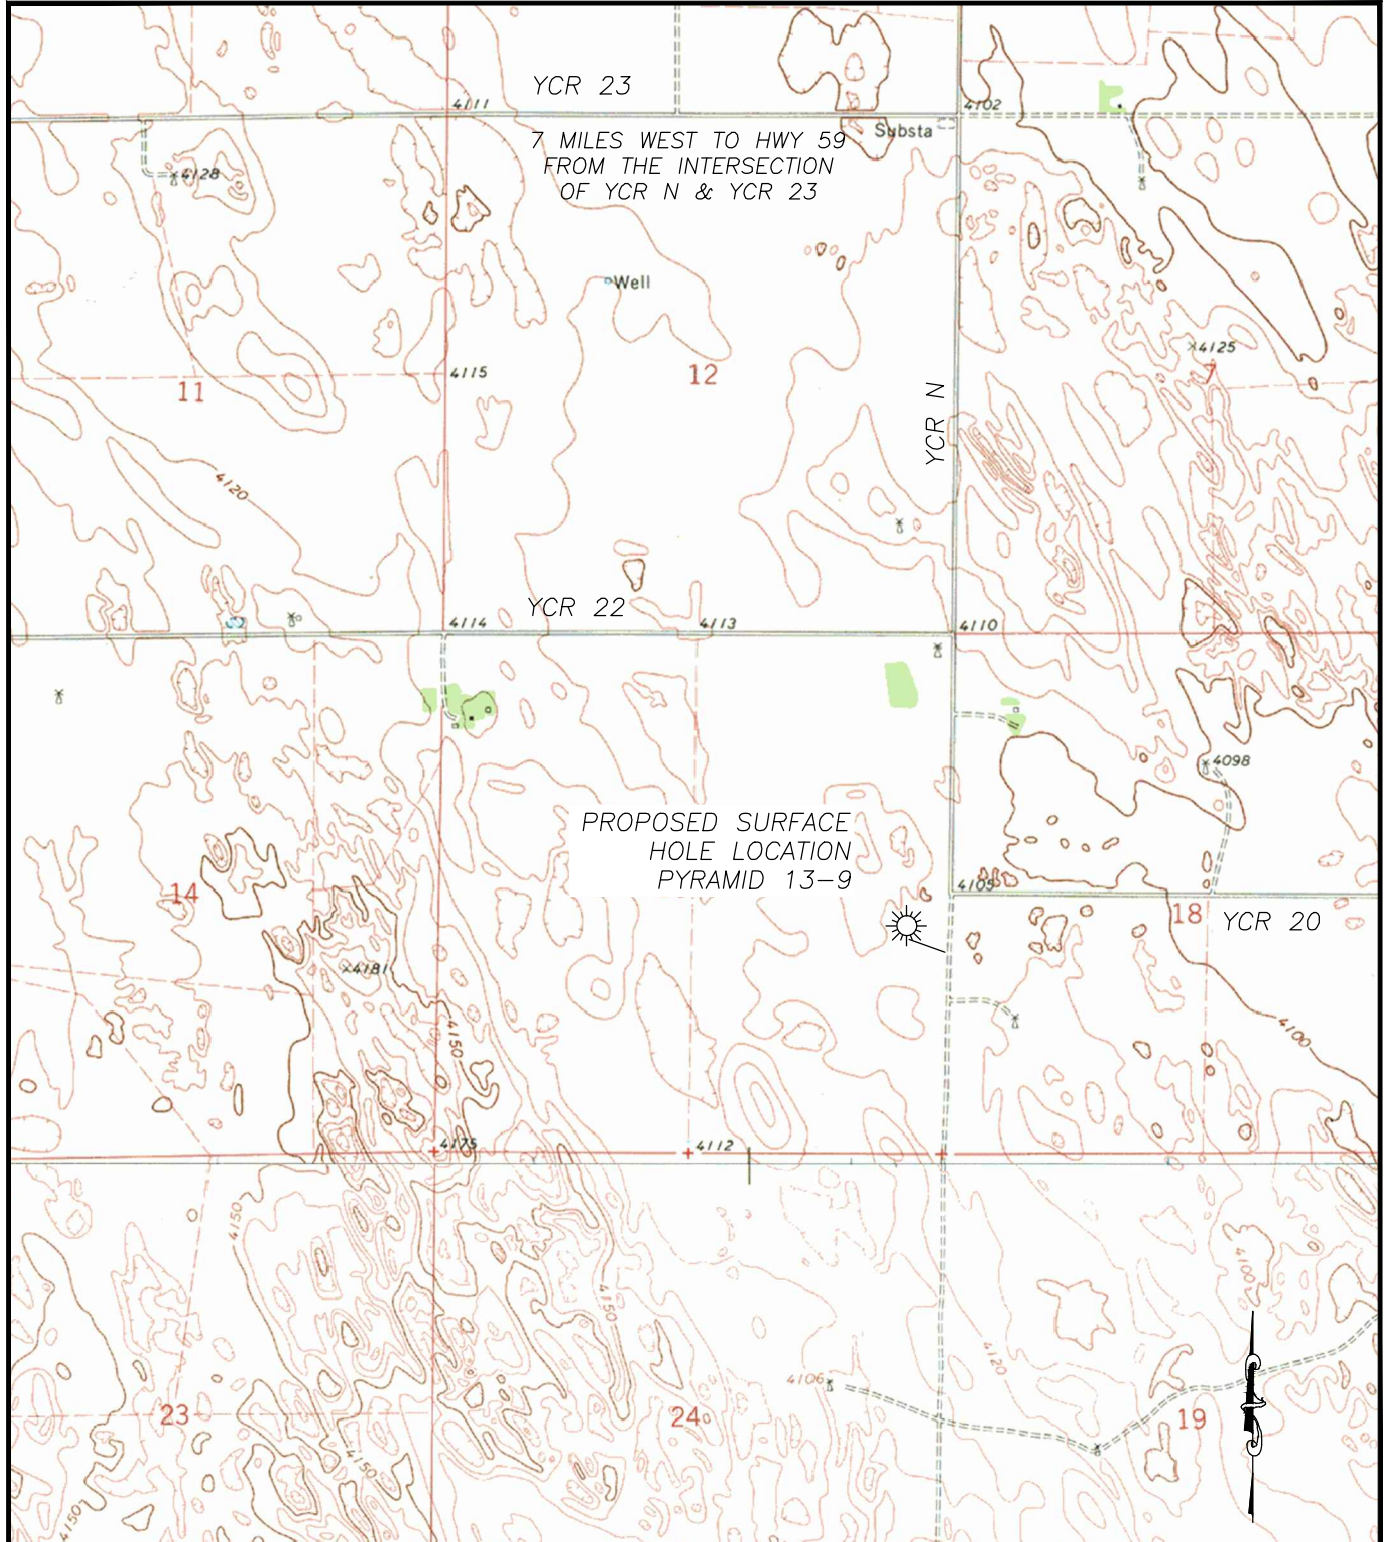 YCR 23
4111
4102
Substa
7 MILES WEST TO HWY 59
FROM THE INTERSECTION
OF YCR N & YCR 23
4128
Well
4125
11
4115
12
7
YCR N
4120
YCR 22
4114
4113
4110
4098
PROPOSED SURFACE
HOLE LOCATION
PYRAMID 13-9
14
4109
18
YCR 20
4181
4150
4100
4175
4112
4150
4100
4150
4120
4106
23
24
19
4150
4150